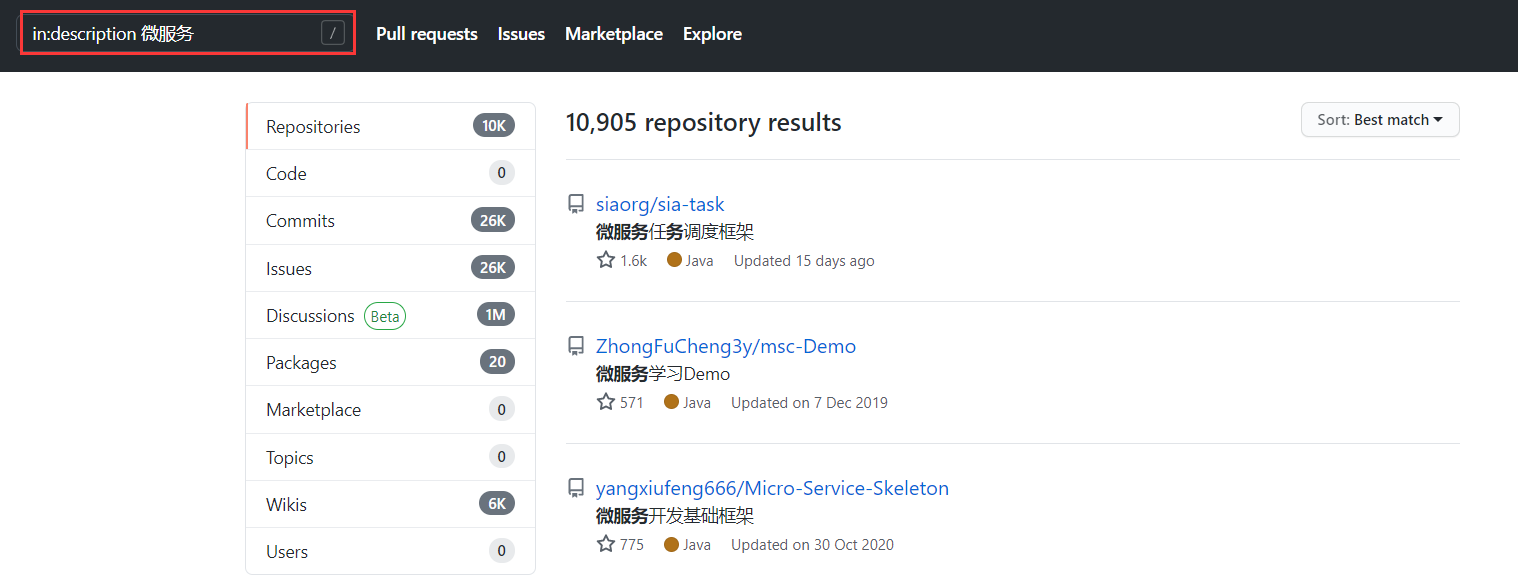 in:description 微服务 /
Pull requests Issues Marketplace Explore
Repositories 10K
Code 0
Commits 26K
Issues 26K
Discussions Beta 1M
Packages 20
Marketplace 0
Topics 0
Wikis 6K
Users 0
10,905 repository results
Sort: Best match
siaorg/sia-task
微服务任务调度框架
1.6k Java Updated 15 days ago
ZhongFuCheng3y/msc-Demo
微服务学习Demo
571 Java Updated on 7 Dec 2019
yangxiufeng666/Micro-Service-Skeleton
微服务开发基础框架
775 Java Updated on 30 Oct 2020